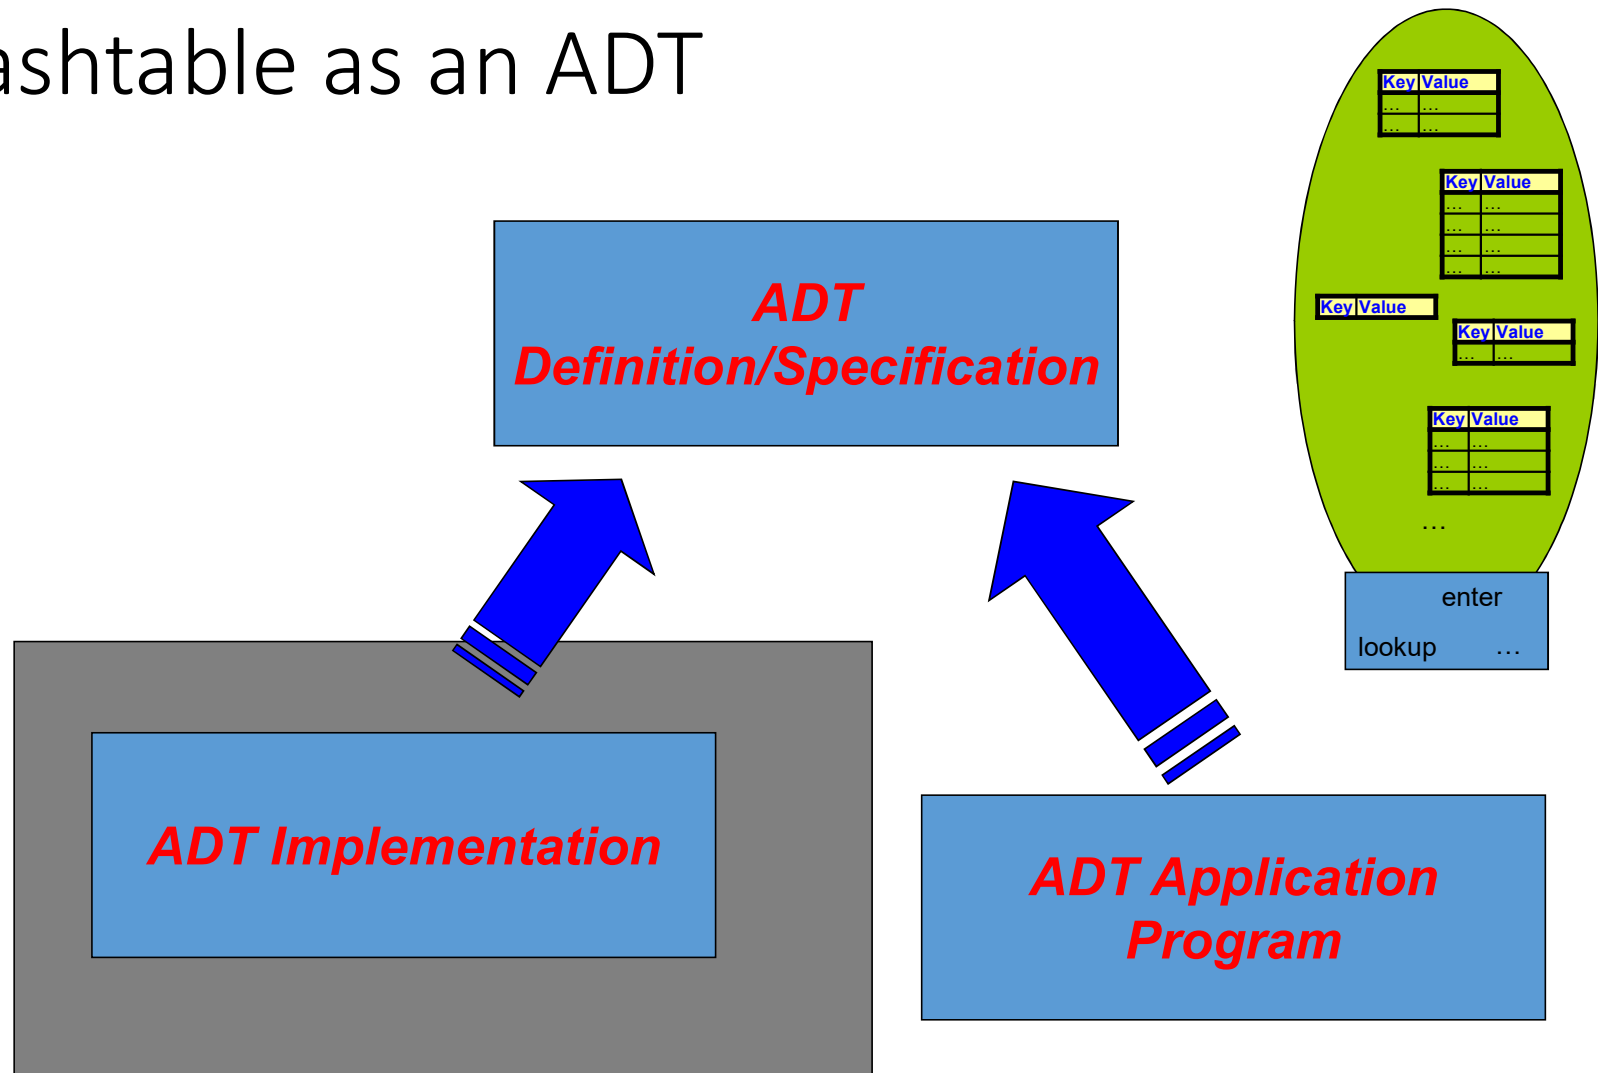 ashtable as an ADT
Key Value
… …
… …
Key Value
… …
… …
… …
… …
Key Value
Key Value
… …
Key Value
… …
… …
… …
…
enter
lookup …
ADT
Definition/Specification
ADT Implementation
ADT Application
Program